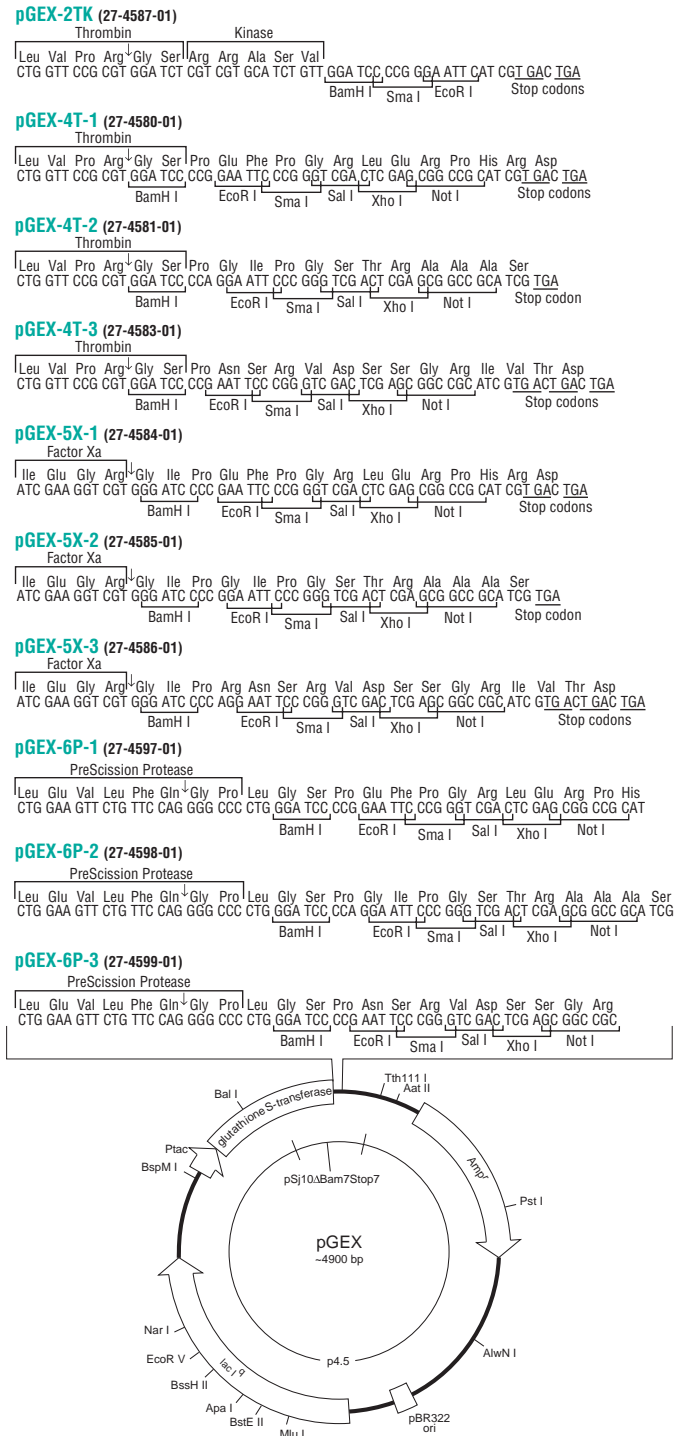 pGEX-2TK (27-4587-01)
Thrombin Kinase
Leu Val Pro Arg↓Gly Ser Arg Arg Ala Ser Val
CTG GTT CCG CGT GGA TCT CGT CGT GCA TCT GTT GGA TCC CCG GGA ATT CAT CGT GAC TGA
BamH I Sma I EcoR I Stop codons
pGEX-4T-1 (27-4580-01)
Thrombin
Leu Val Pro Arg↓Gly Ser Pro Glu Phe Pro Gly Arg Leu Glu Arg Pro His Arg Asp
CTG GTT CCG CGT GGA TCC CCG GAA TTC CCG GGT CGA CTC GAG CGG CCG CAT CGT GAC TGA
BamH I EcoR I Sma I Sal I Xho I Not I Stop codons
pGEX-4T-2 (27-4581-01)
Thrombin
Leu Val Pro Arg↓Gly Ser Pro Gly Ile Pro Gly Ser Thr Arg Ala Ala Ala Ser
CTG GTT CCG CGT GGA TCC CCA GGA ATT CCC GGG TCG ACT CGA GCG GCC GCA TCG TGA
BamH I EcoR I Sma I Sal I Xho I Not I Stop codon
pGEX-4T-3 (27-4583-01)
Thrombin
Leu Val Pro Arg↓Gly Ser Pro Asn Ser Arg Val Asp Ser Ser Gly Arg Ile Val Thr Asp
CTG GTT CCG CGT GGA TCC CCG AAT TCC CGG GTC GAC TCG AGC GGC CGC ATC GTG ACT GAC TGA
BamH I EcoR I Sma I Sal I Xho I Not I Stop codons
pGEX-5X-1 (27-4584-01)
Factor Xa
Ile Glu Gly Arg↓Gly Ile Pro Glu Phe Pro Gly Arg Leu Glu Arg Pro His Arg Asp
ATC GAA GGT CGT GGG ATC CCC GAA TTC CCG GGT CGA CTC GAG CGG CCG CAT CGT GAC TGA
BamH I EcoR I Sma I Sal I Xho I Not I Stop codons
pGEX-5X-2 (27-4585-01)
Factor Xa
Ile Glu Gly Arg↓Gly Ile Pro Gly Ile Pro Gly Ser Thr Arg Ala Ala Ala Ser
ATC GAA GGT CGT GGG ATC CCC GGA ATT CCC GGG TCG ACT CGA GCG GCC GCA TCG TGA
BamH I EcoR I Sma I Sal I Xho I Not I Stop codon
pGEX-5X-3 (27-4586-01)
Factor Xa
Ile Glu Gly Arg↓Gly Ile Pro Arg Asn Ser Arg Val Asp Ser Ser Gly Arg Ile Val Thr Asp
ATC GAA GGT CGT GGG ATC CCC AGG AAT TCC CGG GTC GAC TCG AGC GGC CGC ATC GTG ACT GAC TGA
BamH I EcoR I Sma I Sal I Xho I Not I Stop codons
pGEX-6P-1 (27-4597-01)
PreScission Protease
Leu Glu Val Leu Phe Gln↓Gly Pro Leu Gly Ser Pro Glu Phe Pro Gly Arg Leu Glu Arg Pro His
CTG GAA GTT CTG TTC CAG GGG CCC CTG GGA TCC CCG GAA TTC CCG GGT CGA CTC GAG CGG CCG CAT
BamH I EcoR I Sma I Sal I Xho I Not I
pGEX-6P-2 (27-4598-01)
PreScission Protease
Leu Glu Val Leu Phe Gln↓Gly Pro Leu Gly Ser Pro Gly Ile Pro Gly Ser Thr Arg Ala Ala Ala Ser
CTG GAA GTT CTG TTC CAG GGG CCC CTG GGA TCC CCA GGA ATT CCC GGG TCG ACT CGA GCG GCC GCA TCG
BamH I EcoR I Sma I Sal I Xho I Not I
pGEX-6P-3 (27-4599-01)
PreScission Protease
Leu Glu Val Leu Phe Gln↓Gly Pro Leu Gly Ser Pro Asn Ser Arg Val Asp Ser Ser Gly Arg
CTG GAA GTT CTG TTC CAG GGG CCC CTG GGA TCC CCG AAT TCC CGG GTC GAC TCG AGC GGC CGC
BamH I EcoR I Sma I Sal I Xho I Not I
Tth111 I
Aat II
Bal I
glutathione S-transferase
Ptac
BspM I
pSj10ΔBam7Stop7
Ampʳ
Pst I
pGEX
~4900 bp
Nar I
EcoR V
BssH II
Apa I
BstE II
Mlu I
lac Iq
p4.5
AlwN I
pBR322
ori